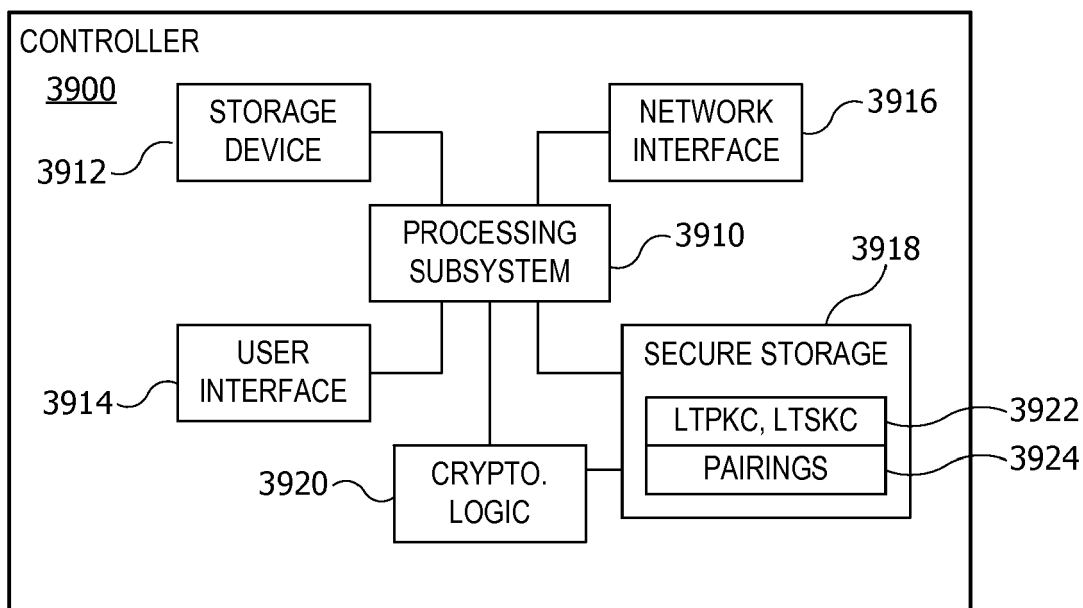 CONTROLLER
3900
STORAGE
DEVICE
3912
NETWORK
INTERFACE
3916
PROCESSING
SUBSYSTEM
3910
3918
USER
INTERFACE
3914
SECURE STORAGE
LTPKC, LTSKC
3922
PAIRINGS
3924
CRYPTO.
LOGIC
3920